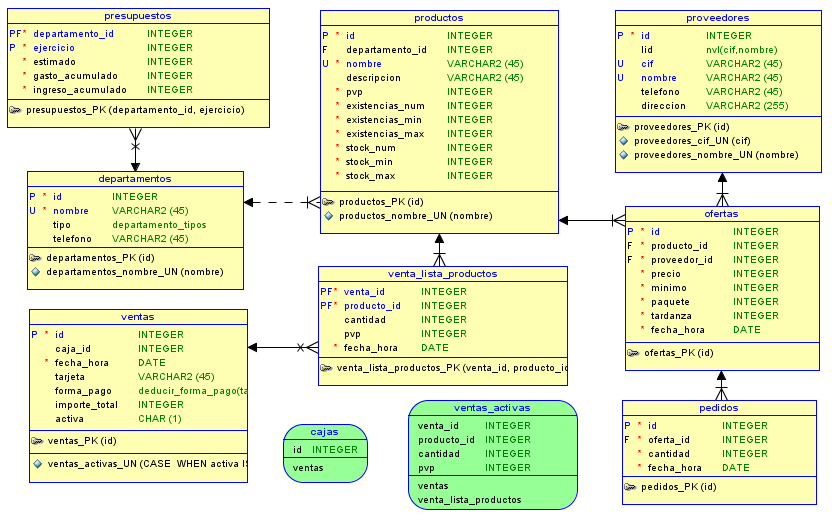 presupuestos
PF* departamento_id INTEGER
P * ejercicio INTEGER
* estimado INTEGER
* gasto_acumulado INTEGER
* ingreso_acumulado INTEGER
presupuestos_PK (departamento_id, ejercicio)
productos
P * id INTEGER
F departamento_id INTEGER
U * nombre VARCHAR2 (45)
descripcion VARCHAR2 (45)
* pvp INTEGER
* existencias_num INTEGER
* existencias_min INTEGER
* existencias_max INTEGER
* stock_num INTEGER
* stock_min INTEGER
* stock_max INTEGER
productos_PK (id)
productos_nombre_UN (nombre)
proveedores
P * id INTEGER
lid nvl(cif,nombre)
U cif VARCHAR2 (45)
U nombre VARCHAR2 (45)
telefono VARCHAR2 (45)
direccion VARCHAR2 (255)
proveedores_PK (id)
proveedores_cif_UN (cif)
proveedores_nombre_UN (nombre)
departamentos
P * id INTEGER
U * nombre VARCHAR2 (45)
tipo departamento_tipos
telefono VARCHAR2 (45)
departamentos_PK (id)
departamentos_nombre_UN (nombre)
ofertas
P * id INTEGER
F * producto_id INTEGER
F * proveedor_id INTEGER
* precio INTEGER
* minimo INTEGER
* paquete INTEGER
* tardanza INTEGER
* fecha_hora DATE
ofertas_PK (id)
venta_lista_productos
PF* venta_id INTEGER
PF* producto_id INTEGER
cantidad INTEGER
pvp INTEGER
* fecha_hora DATE
venta_lista_productos_PK (venta_id, producto_id
ventas
P * id INTEGER
caja_id INTEGER
* fecha_hora DATE
tarjeta VARCHAR2 (45)
forma_pago deducir_forma_pago(ta
importe_total INTEGER
activa CHAR (1)
ventas_PK (id)
ventas_activas_UN (CASE WHEN activa IS
cajas
id INTEGER
ventas
ventas_activas
venta_id INTEGER
producto_id INTEGER
cantidad INTEGER
pvp INTEGER
ventas
venta_lista_productos
pedidos
P * id INTEGER
F * oferta_id INTEGER
* cantidad INTEGER
* fecha_hora DATE
pedidos_PK (id)